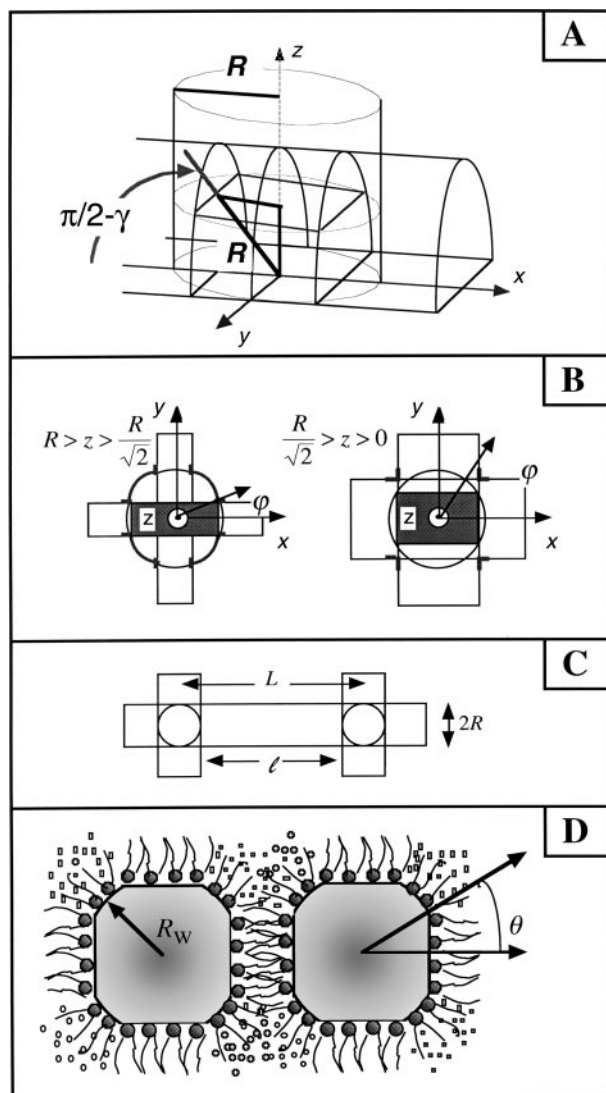 A
z
R
π/2-γ
R
x
y
B
y
R > z > R/√2
φ
z
x
y
R/√2 > z > 0
φ
z
x
C
L
2R
ℓ
D
R_W
θ